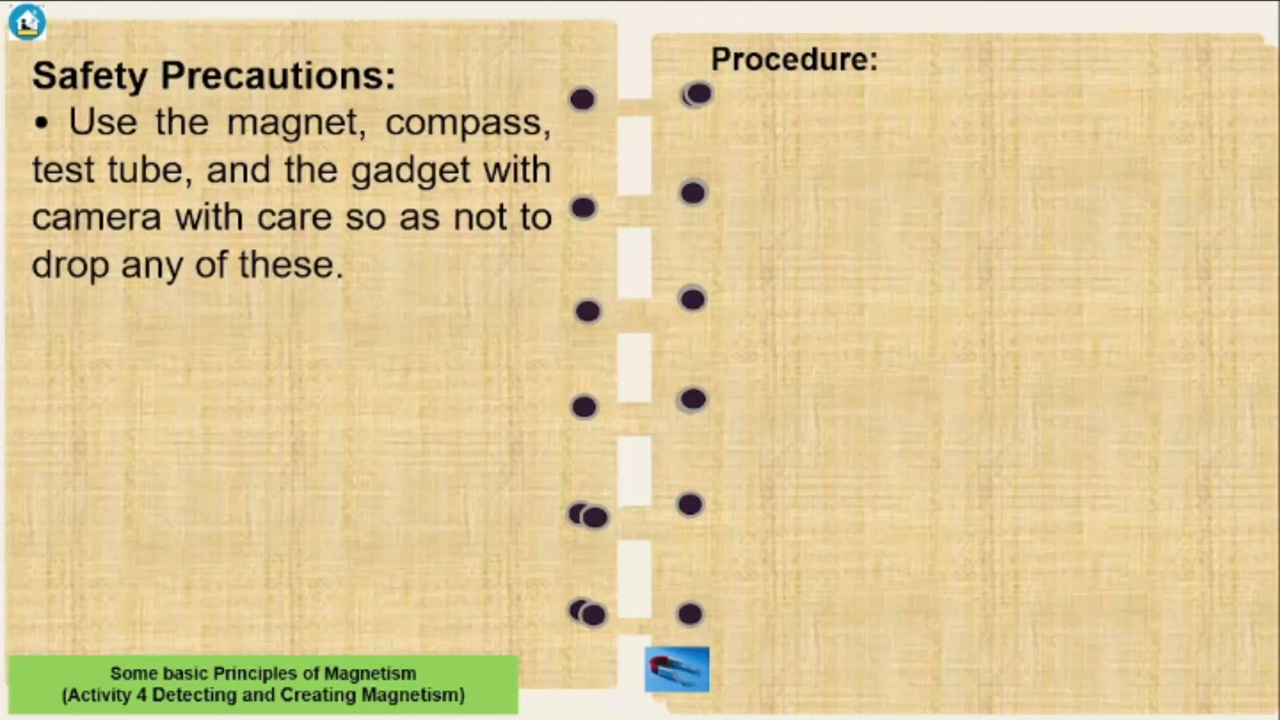 Safety Precautions:
• Use the magnet, compass,
test tube, and the gadget with
camera with care so as not to
drop any of these.
Procedure:
Some basic Principles of Magnetism
(Activity 4 Detecting and Creating Magnetism)